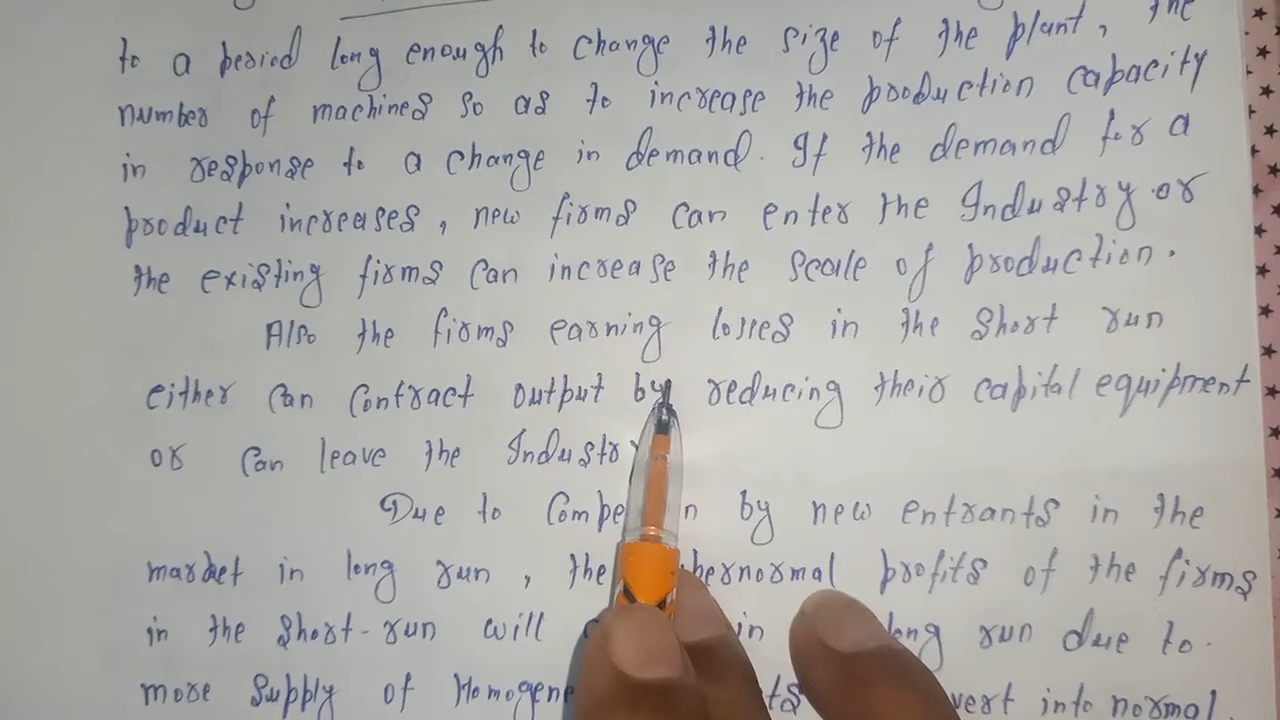 to a period long enough to change the size of the plant, the
number of machines so as to increase the production capacity
in response to a change in demand. If the demand for a
product increases, new firms can enter the Industry or
the existing firms can increase the scale of production.
Also the firms earning losses in the short run
either can contract output by reducing their capital equipment
or can leave the Industry
Due to by new entrants in the
market in long run, the profits of the firms
in the short-run will in long run due to
more supply of into normal